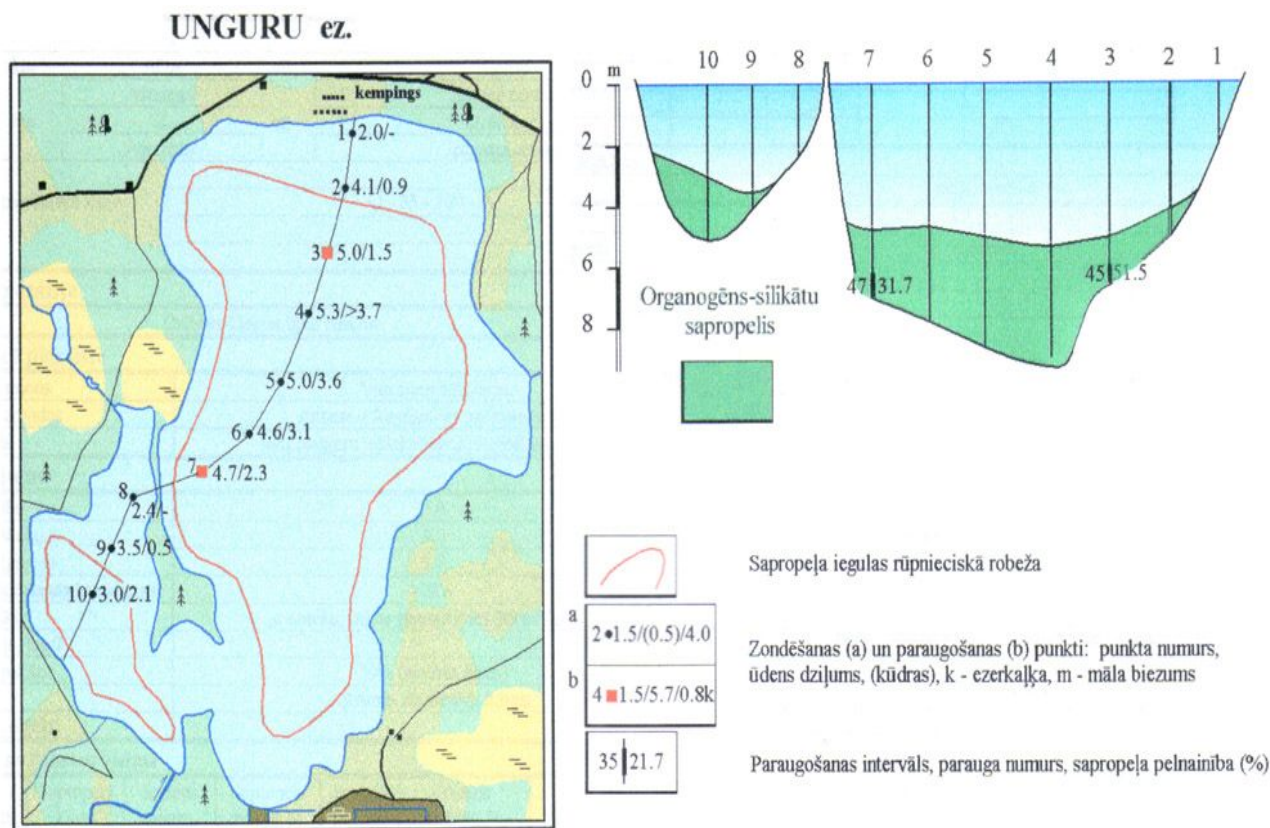 UNGURU ez.
kempings
1 2.0/-
2 4.1/0.9
3 5.0/1.5
4 5.3/>3.7
5 5.0/3.6
6 4.6/3.1
7 4.7/2.3
8 2.4/-
9 3.5/0.5
10 3.0/2.1
m
10 9 8 7 6 5 4 3 2 1
0
2
4
6
8
47 31.7
45 51.5
Organogēns-silikātu
sapropelis
Sapropeļa iegulas rūpnieciskā robeža
a
2 1.5/(0.5)/4.0
b
4 1.5/5.7/0.8k
Zondēšanas (a) un paraugošanas (b) punkti: punkta numurs,
ūdens dziļums, (kūdras), k - ezerkaļķa, m - māla biezums
35 21.7
Paraugošanas intervāls, parauga numurs, sapropeļa pelnainība (%)